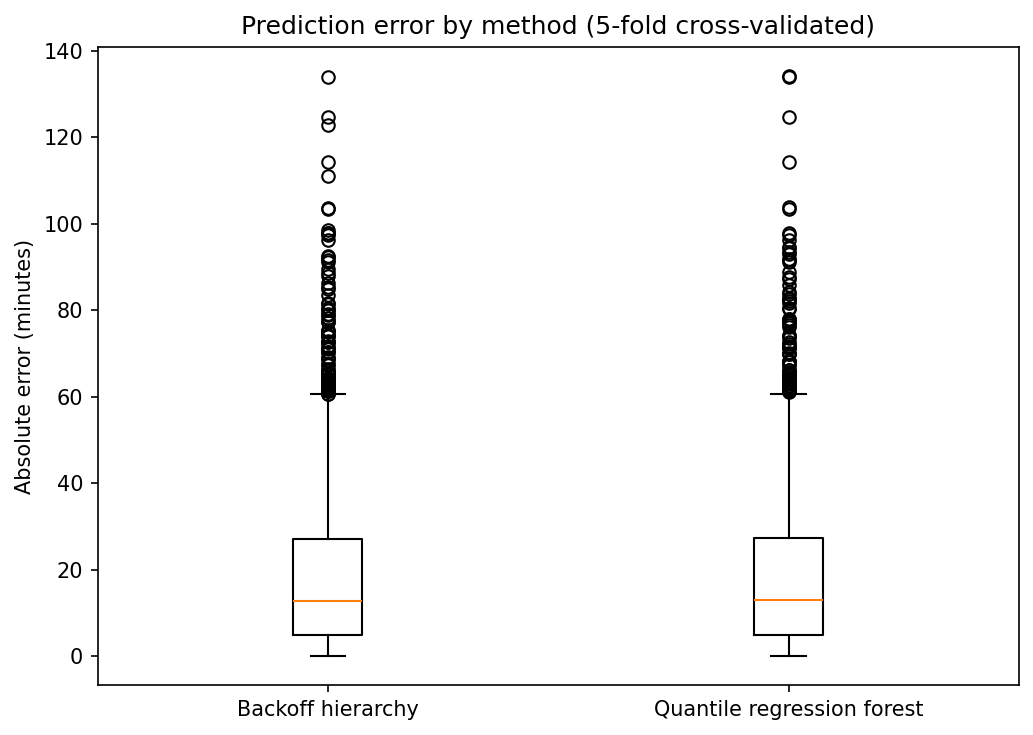 Prediction error by method (5-fold cross-validated)
Absolute error (minutes)
140
120
100
80
60
40
20
0
Backoff hierarchy
Quantile regression forest